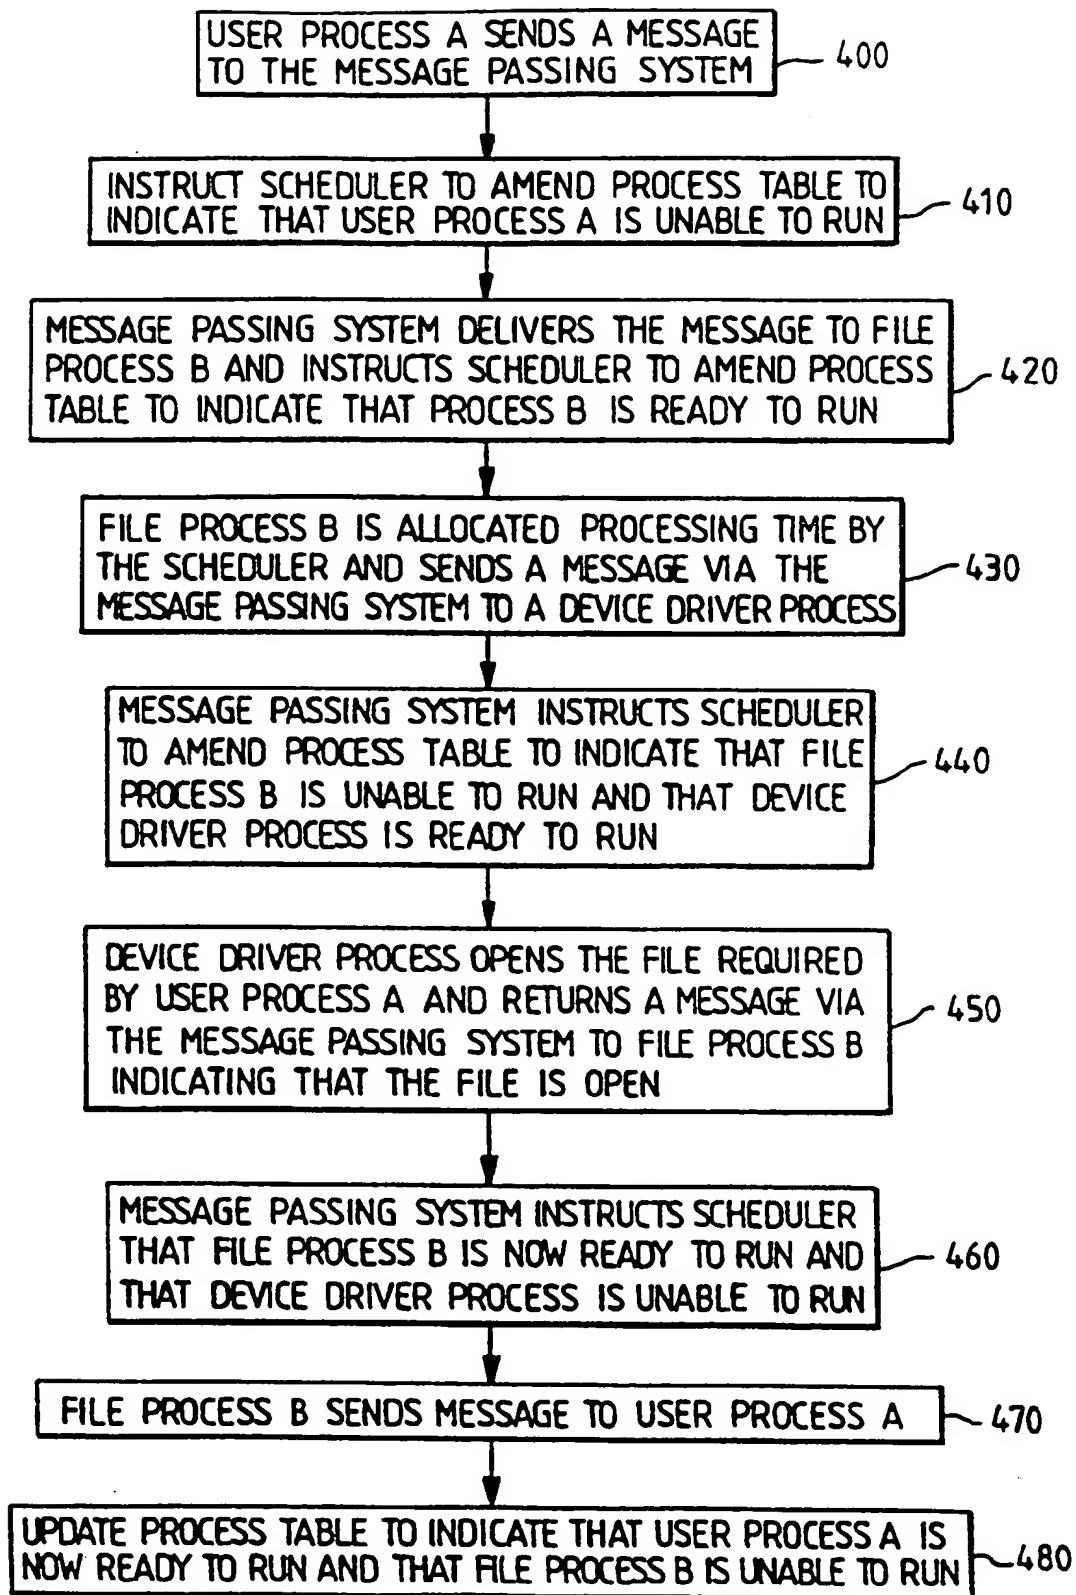 USER PROCESS A SENDS A MESSAGE
TO THE MESSAGE PASSING SYSTEM
400
INSTRUCT SCHEDULER TO AMEND PROCESS TABLE TO
INDICATE THAT USER PROCESS A IS UNABLE TO RUN
410
MESSAGE PASSING SYSTEM DELIVERS THE MESSAGE TO FILE
PROCESS B AND INSTRUCTS SCHEDULER TO AMEND PROCESS
TABLE TO INDICATE THAT PROCESS B IS READY TO RUN
420
FILE PROCESS B IS ALLOCATED PROCESSING TIME BY
THE SCHEDULER AND SENDS A MESSAGE VIA THE
MESSAGE PASSING SYSTEM TO A DEVICE DRIVER PROCESS
430
MESSAGE PASSING SYSTEM INSTRUCTS SCHEDULER
TO AMEND PROCESS TABLE TO INDICATE THAT FILE
PROCESS B IS UNABLE TO RUN AND THAT DEVICE
DRIVER PROCESS IS READY TO RUN
440
DEVICE DRIVER PROCESS OPENS THE FILE REQUIRED
BY USER PROCESS A AND RETURNS A MESSAGE VIA
THE MESSAGE PASSING SYSTEM TO FILE PROCESS B
INDICATING THAT THE FILE IS OPEN
450
MESSAGE PASSING SYSTEM INSTRUCTS SCHEDULER
THAT FILE PROCESS B IS NOW READY TO RUN AND
THAT DEVICE DRIVER PROCESS IS UNABLE TO RUN
460
FILE PROCESS B SENDS MESSAGE TO USER PROCESS A
470
UPDATE PROCESS TABLE TO INDICATE THAT USER PROCESS A IS
NOW READY TO RUN AND THAT FILE PROCESS B IS UNABLE TO RUN
480